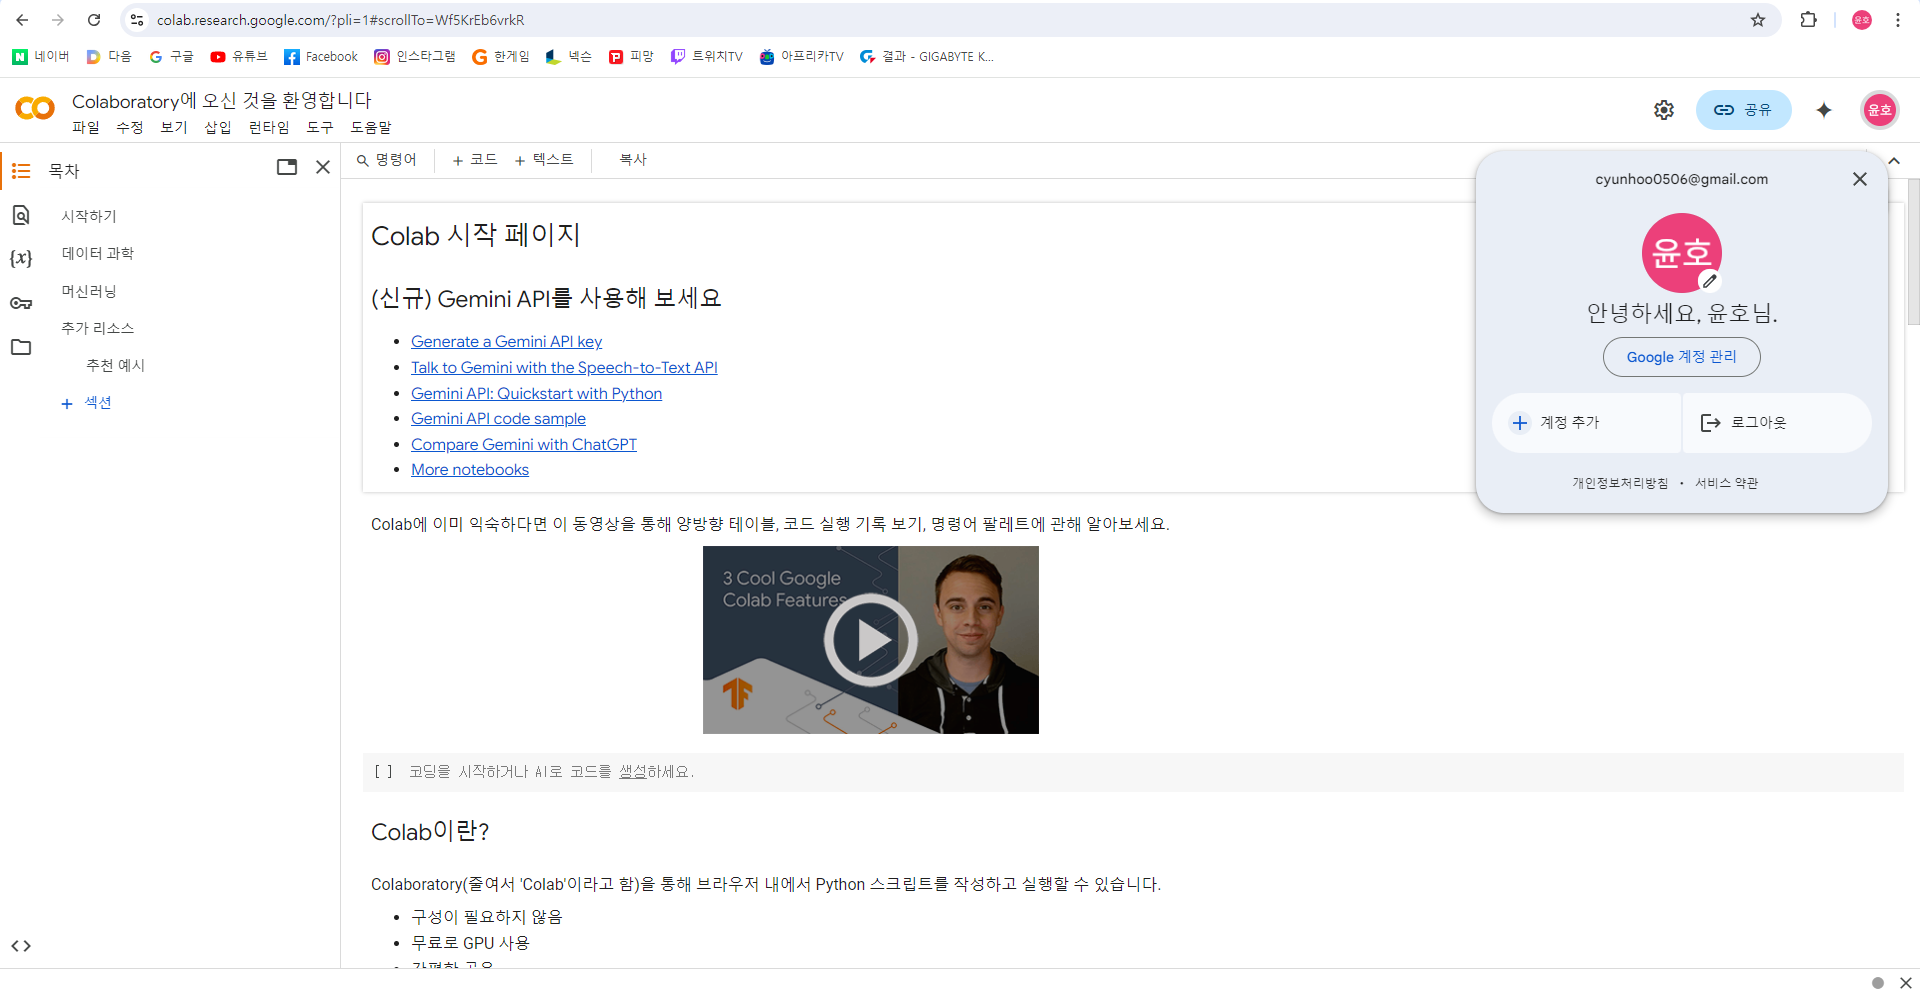 colab.research.google.com/?pli=1#scrollTo=Wf5KrEb6vrkR
윤호
네이버 다음 구글 유튜브 Facebook 인스타그램 한게임 넥슨 피망 트위치TV 아프리카TV 결과 - GIGABYTE K...
Colaboratory에 오신 것을 환영합니다
파일 수정 보기 삽입 런타임 도구 도움말
공유
윤호
목차
시작하기
데이터 과학
머신러닝
추가 리소스
추천 예시
+ 섹션
명령어 + 코드 + 텍스트 복사
Colab 시작 페이지
(신규) Gemini API를 사용해 보세요
• Generate a Gemini API key
• Talk to Gemini with the Speech-to-Text API
• Gemini API: Quickstart with Python
• Gemini API code sample
• Compare Gemini with ChatGPT
• More notebooks
cyunhoo0506@gmail.com
윤호
안녕하세요, 윤호님.
Google 계정 관리
계정 추가 로그아웃
개인정보처리방침 • 서비스 약관
Colab에 이미 익숙하다면 이 동영상을 통해 양방향 테이블, 코드 실행 기록 보기, 명령어 팔레트에 관해 알아보세요.
3 Cool Google
Colab Features
[ ] 코딩을 시작하거나 AI로 코드를 생성하세요.
Colab이란?
Colaboratory(줄여서 'Colab'이라고 함)을 통해 브라우저 내에서 Python 스크립트를 작성하고 실행할 수 있습니다.
• 구성이 필요하지 않음
• 무료로 GPU 사용
• 간편한 공유